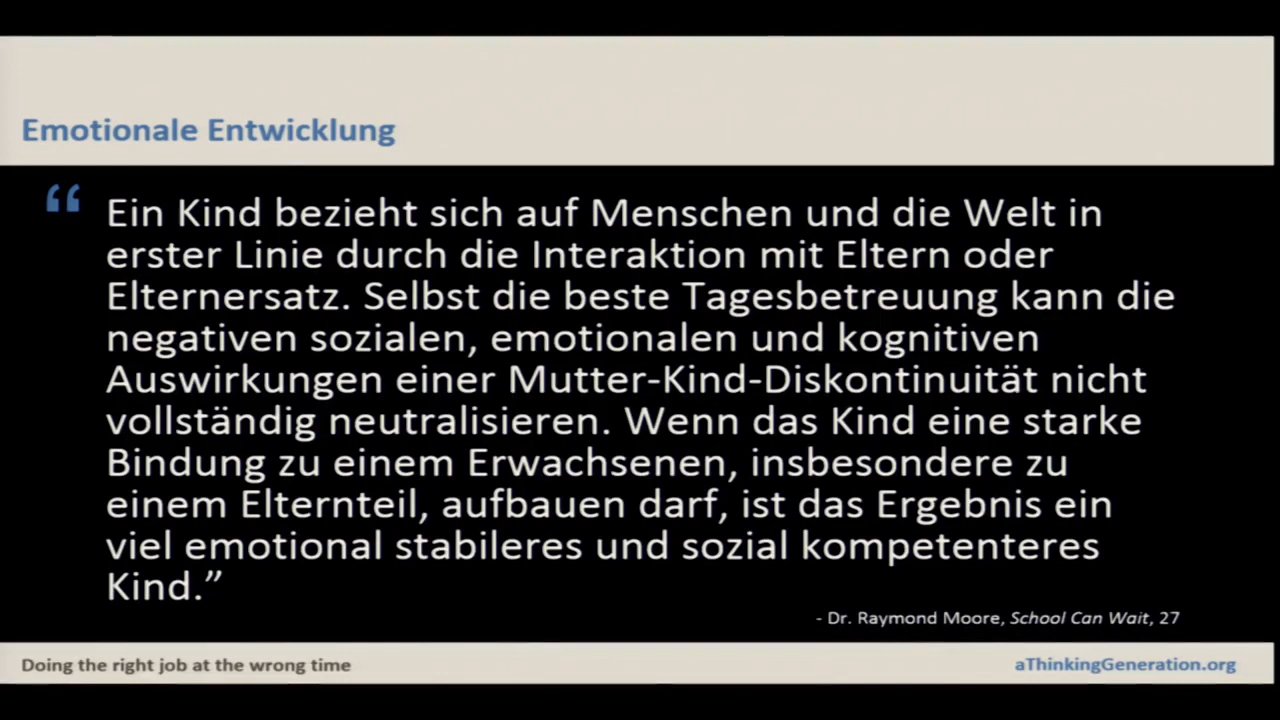 Emotionale Entwicklung
“ Ein Kind bezieht sich auf Menschen und die Welt in
erster Linie durch die Interaktion mit Eltern oder
Elternersatz. Selbst die beste Tagesbetreuung kann die
negativen sozialen, emotionalen und kognitiven
Auswirkungen einer Mutter-Kind-Diskontinuität nicht
vollständig neutralisieren. Wenn das Kind eine starke
Bindung zu einem Erwachsenen, insbesondere zu
einem Elternteil, aufbauen darf, ist das Ergebnis ein
viel emotional stabileres und sozial kompetenteres
Kind.”
- Dr. Raymond Moore, School Can Wait, 27
Doing the right job at the wrong time
aThinkingGeneration.org